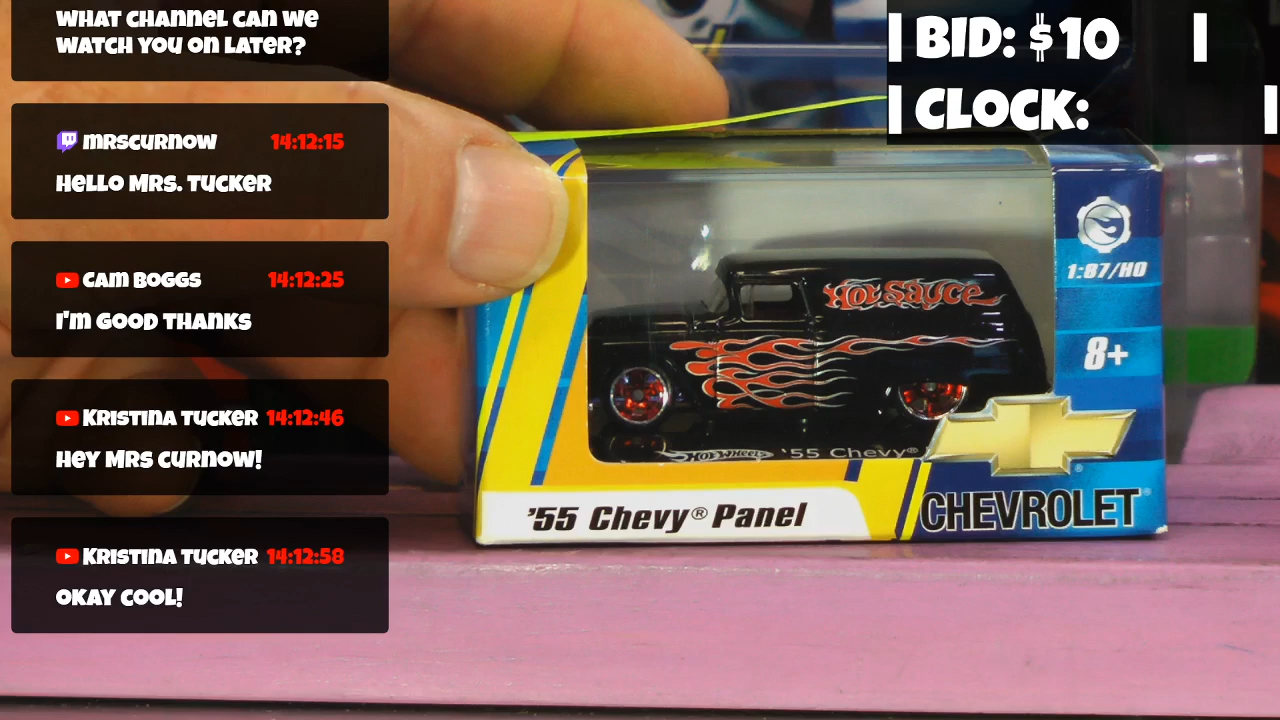 WHAT CHANNEL CAN WE
WATCH YOU ON LATER?
mrscurnow 14:12:15
Hello Mrs. Tucker
Cam Boggs 14:12:25
I'm good thanks
Kristina Tucker 14:12:46
Hey Mrs Curnow!
Kristina Tucker 14:12:58
Okay cool!
| BID: $10 |
| CLOCK: |
1:87/HO
8+
Hot Sauce
Hot Wheels '55 Chevy®
'55 Chevy® Panel
CHEVROLET®